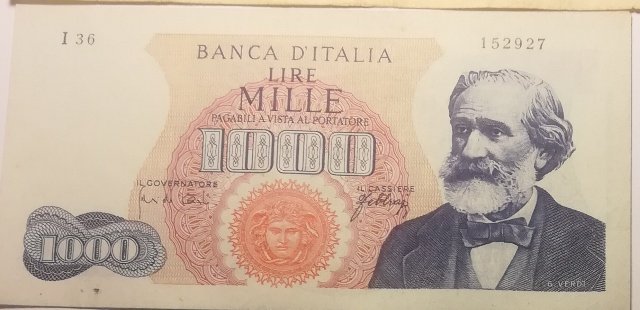 I 36 152927
BANCA D'ITALIA
LIRE
MILLE
PAGABILI A VISTA AL PORTATORE
1000
IL GOVERNATORE IL CASSIERE
1000
G. VERDI